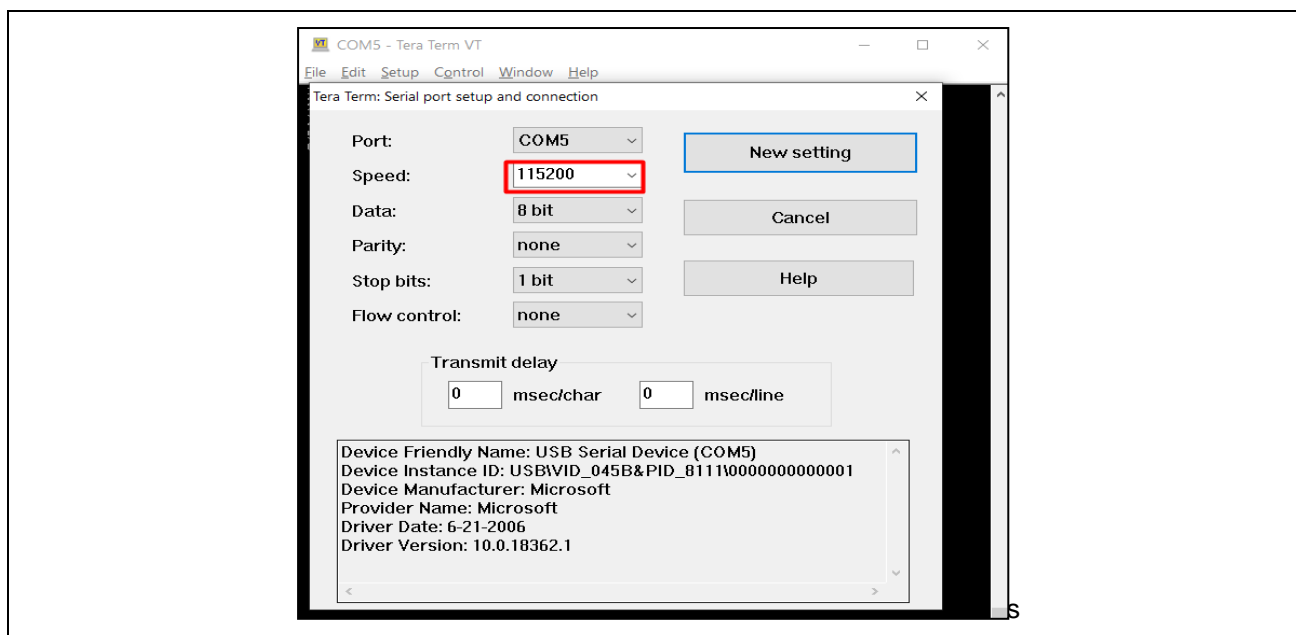 COM5 - Tera Term VT
File Edit Setup Control Window Help
Tera Term: Serial port setup and connection
Port: COM5 New setting
Speed: 115200
Data: 8 bit Cancel
Parity: none
Stop bits: 1 bit Help
Flow control: none
Transmit delay
0 msec/char 0 msec/line
Device Friendly Name: USB Serial Device (COM5)
Device Instance ID: USB\VID_045B&PID_8111\0000000000001
Device Manufacturer: Microsoft
Provider Name: Microsoft
Driver Date: 6-21-2006
Driver Version: 10.0.18362.1
s